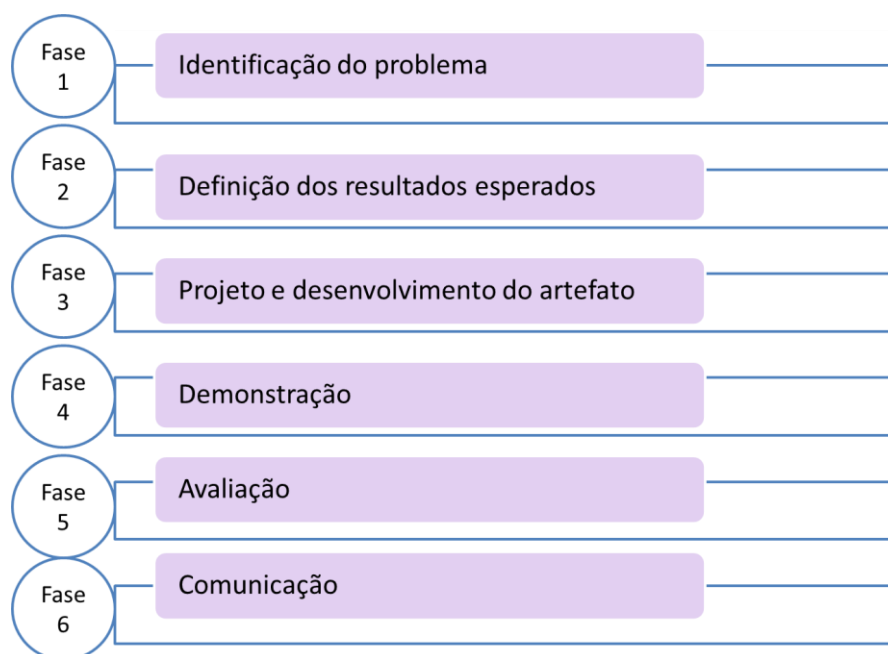 Fase
1
Identificação do problema
Fase
2
Definição dos resultados esperados
Fase
3
Projeto e desenvolvimento do artefato
Fase
4
Demonstração
Fase
5
Avaliação
Fase
6
Comunicação